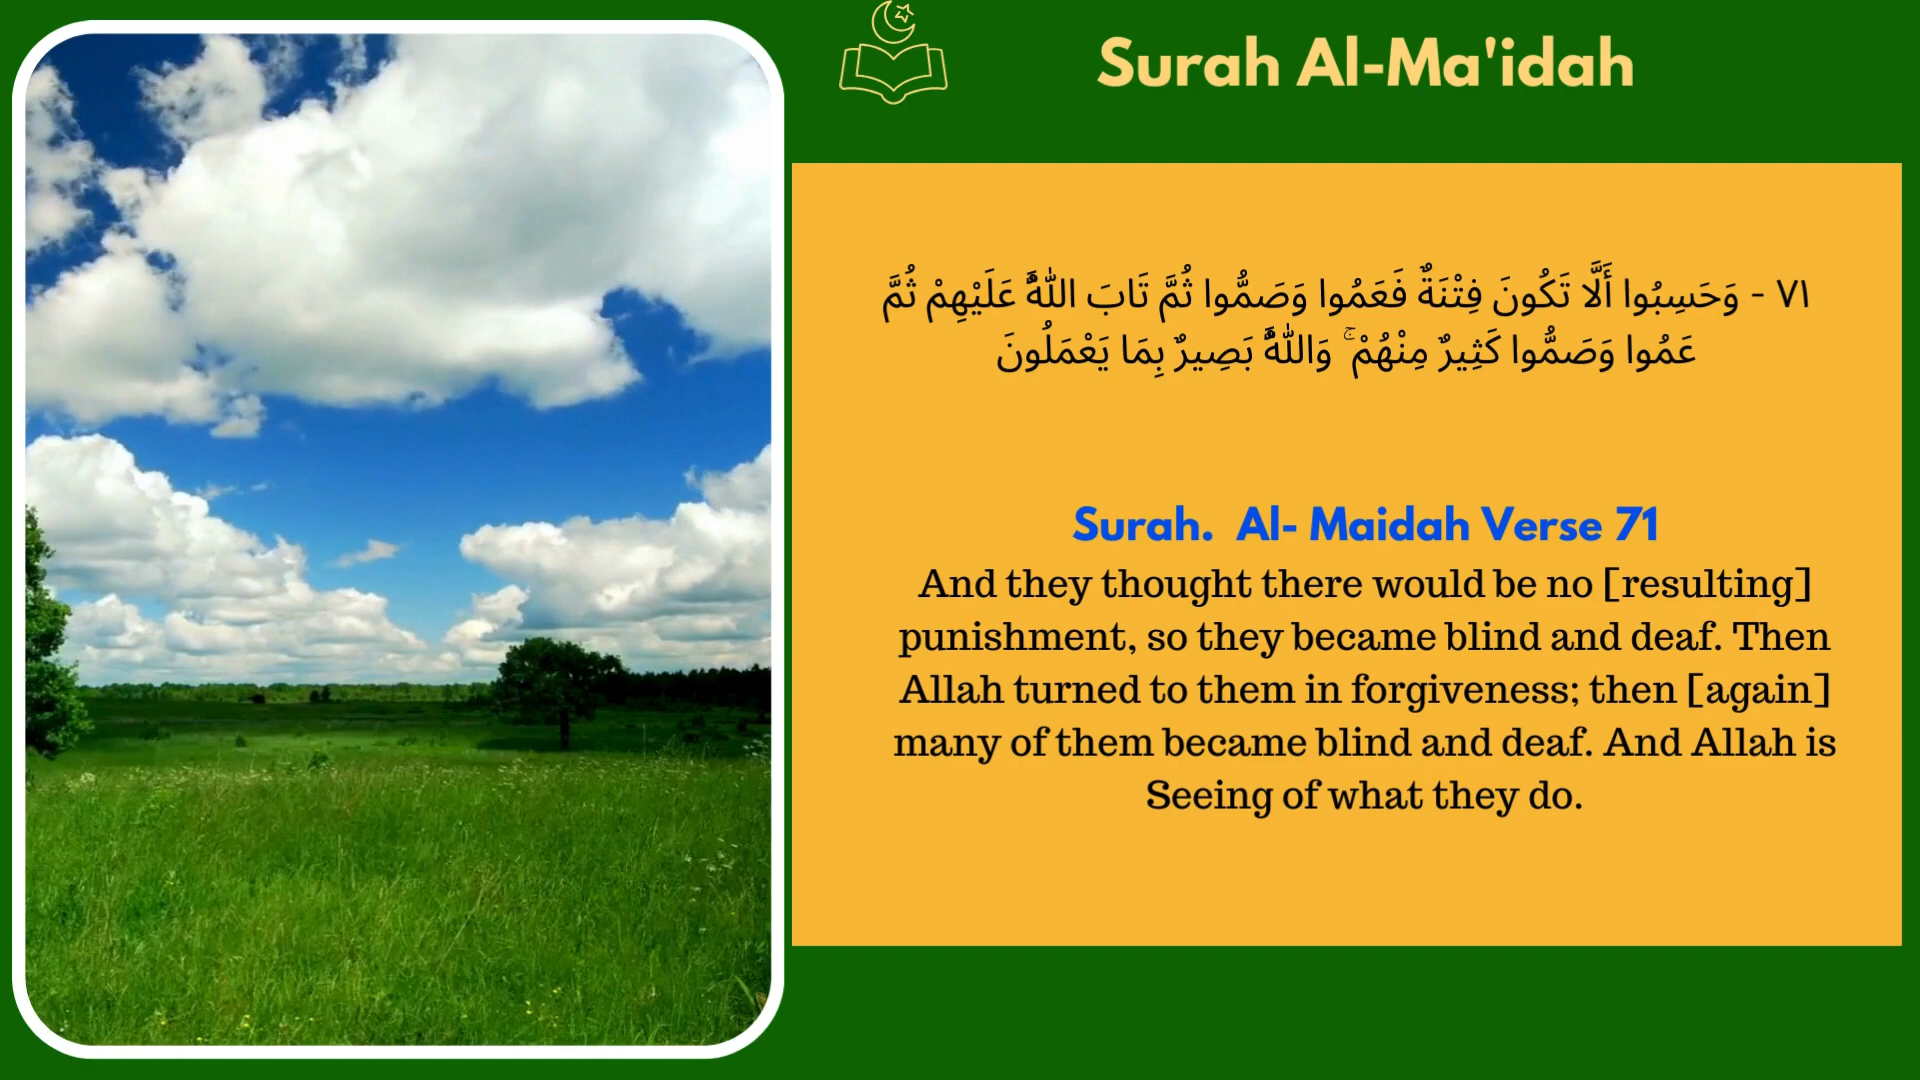 Surah Al-Ma'idah
٧١ - وَحَسِبُوا أَلَّا تَكُونَ فِتْنَةٌ فَعَمُوا وَصَمُّوا ثُمَّ تَابَ اللَّهُ عَلَيْهِمْ ثُمَّ
عَمُوا وَصَمُّوا كَثِيرٌ مِنْهُمْ ۚ وَاللَّهُ بَصِيرٌ بِمَا يَعْمَلُونَ
Surah.  Al- Maidah Verse 71
And they thought there would be no [resulting]
punishment, so they became blind and deaf. Then
Allah turned to them in forgiveness; then [again]
many of them became blind and deaf. And Allah is
Seeing of what they do.